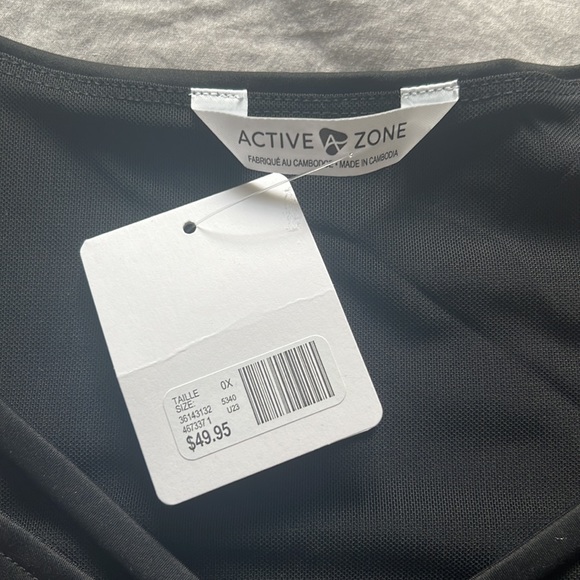 ACTIVE ZONE
FABRIQUÉ AU CAMBODGE • MADE IN CAMBODIA
TAILLE
SIZE: 0X
36143132 5340
467337 1 U23
$49.95